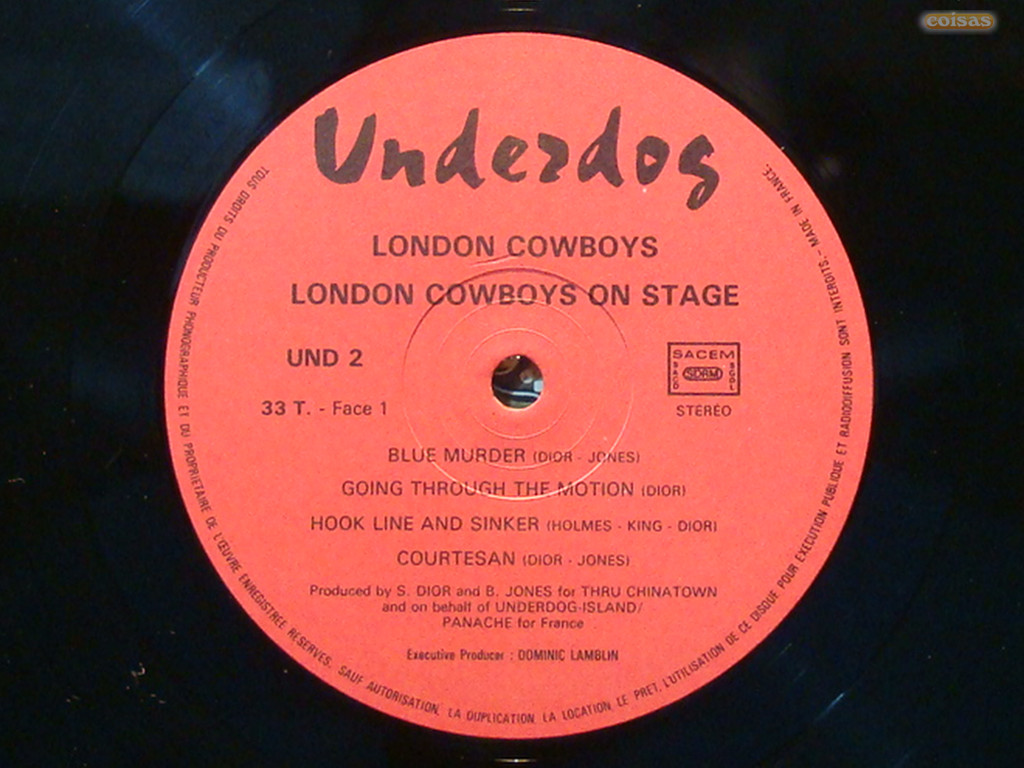 coisas
Underdog
LONDON COWBOYS
LONDON COWBOYS ON STAGE
UND 2
33 T. - Face 1
SACEM
SACD SDRM SGDL
STÉRÉO
BLUE MURDER (DIOR - JONES)
GOING THROUGH THE MOTION (DIOR)
HOOK LINE AND SINKER (HOLMES - KING - DIOR)
COURTESAN (DIOR - JONES)
Produced by S. DIOR and B. JONES for THRU CHINATOWN
and on behalf of UNDERDOG-ISLAND/
PANACHE for France
Executive Producer : DOMINIC LAMBLIN
TOUS DROITS DU PRODUCTEUR PHONOGRAPHIQUE ET DU PROPRIETAIRE DE L'ŒUVRE ENREGISTREE RESERVES. SAUF AUTORISATION, LA DUPLICATION, LA LOCATION, LE PRET, L'UTILISATION DE CE DISQUE POUR EXECUTION PUBLIQUE ET RADIODIFFUSION SONT INTERDITS. - MADE IN FRANCE.